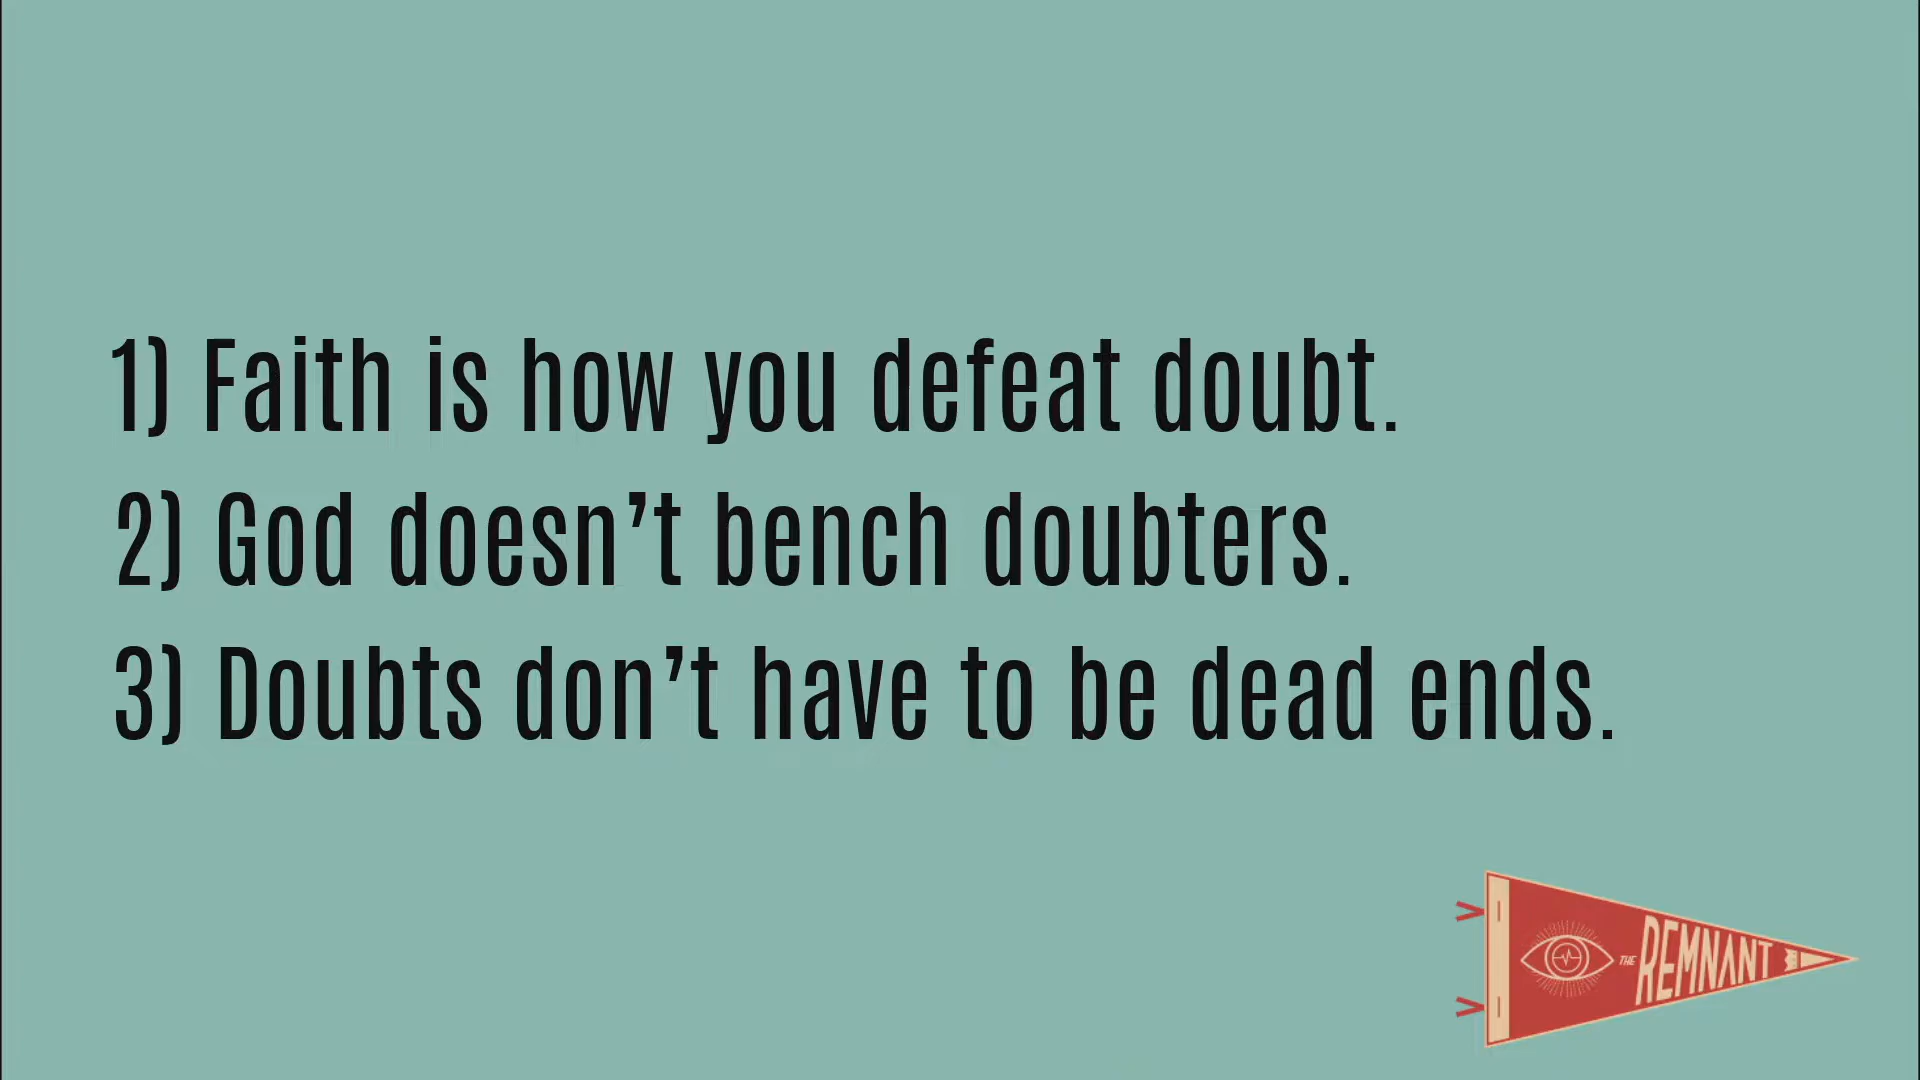 1) Faith is how you defeat doubt.
2) God doesn’t bench doubters.
3) Doubts don’t have to be dead ends.
THE REMNANT